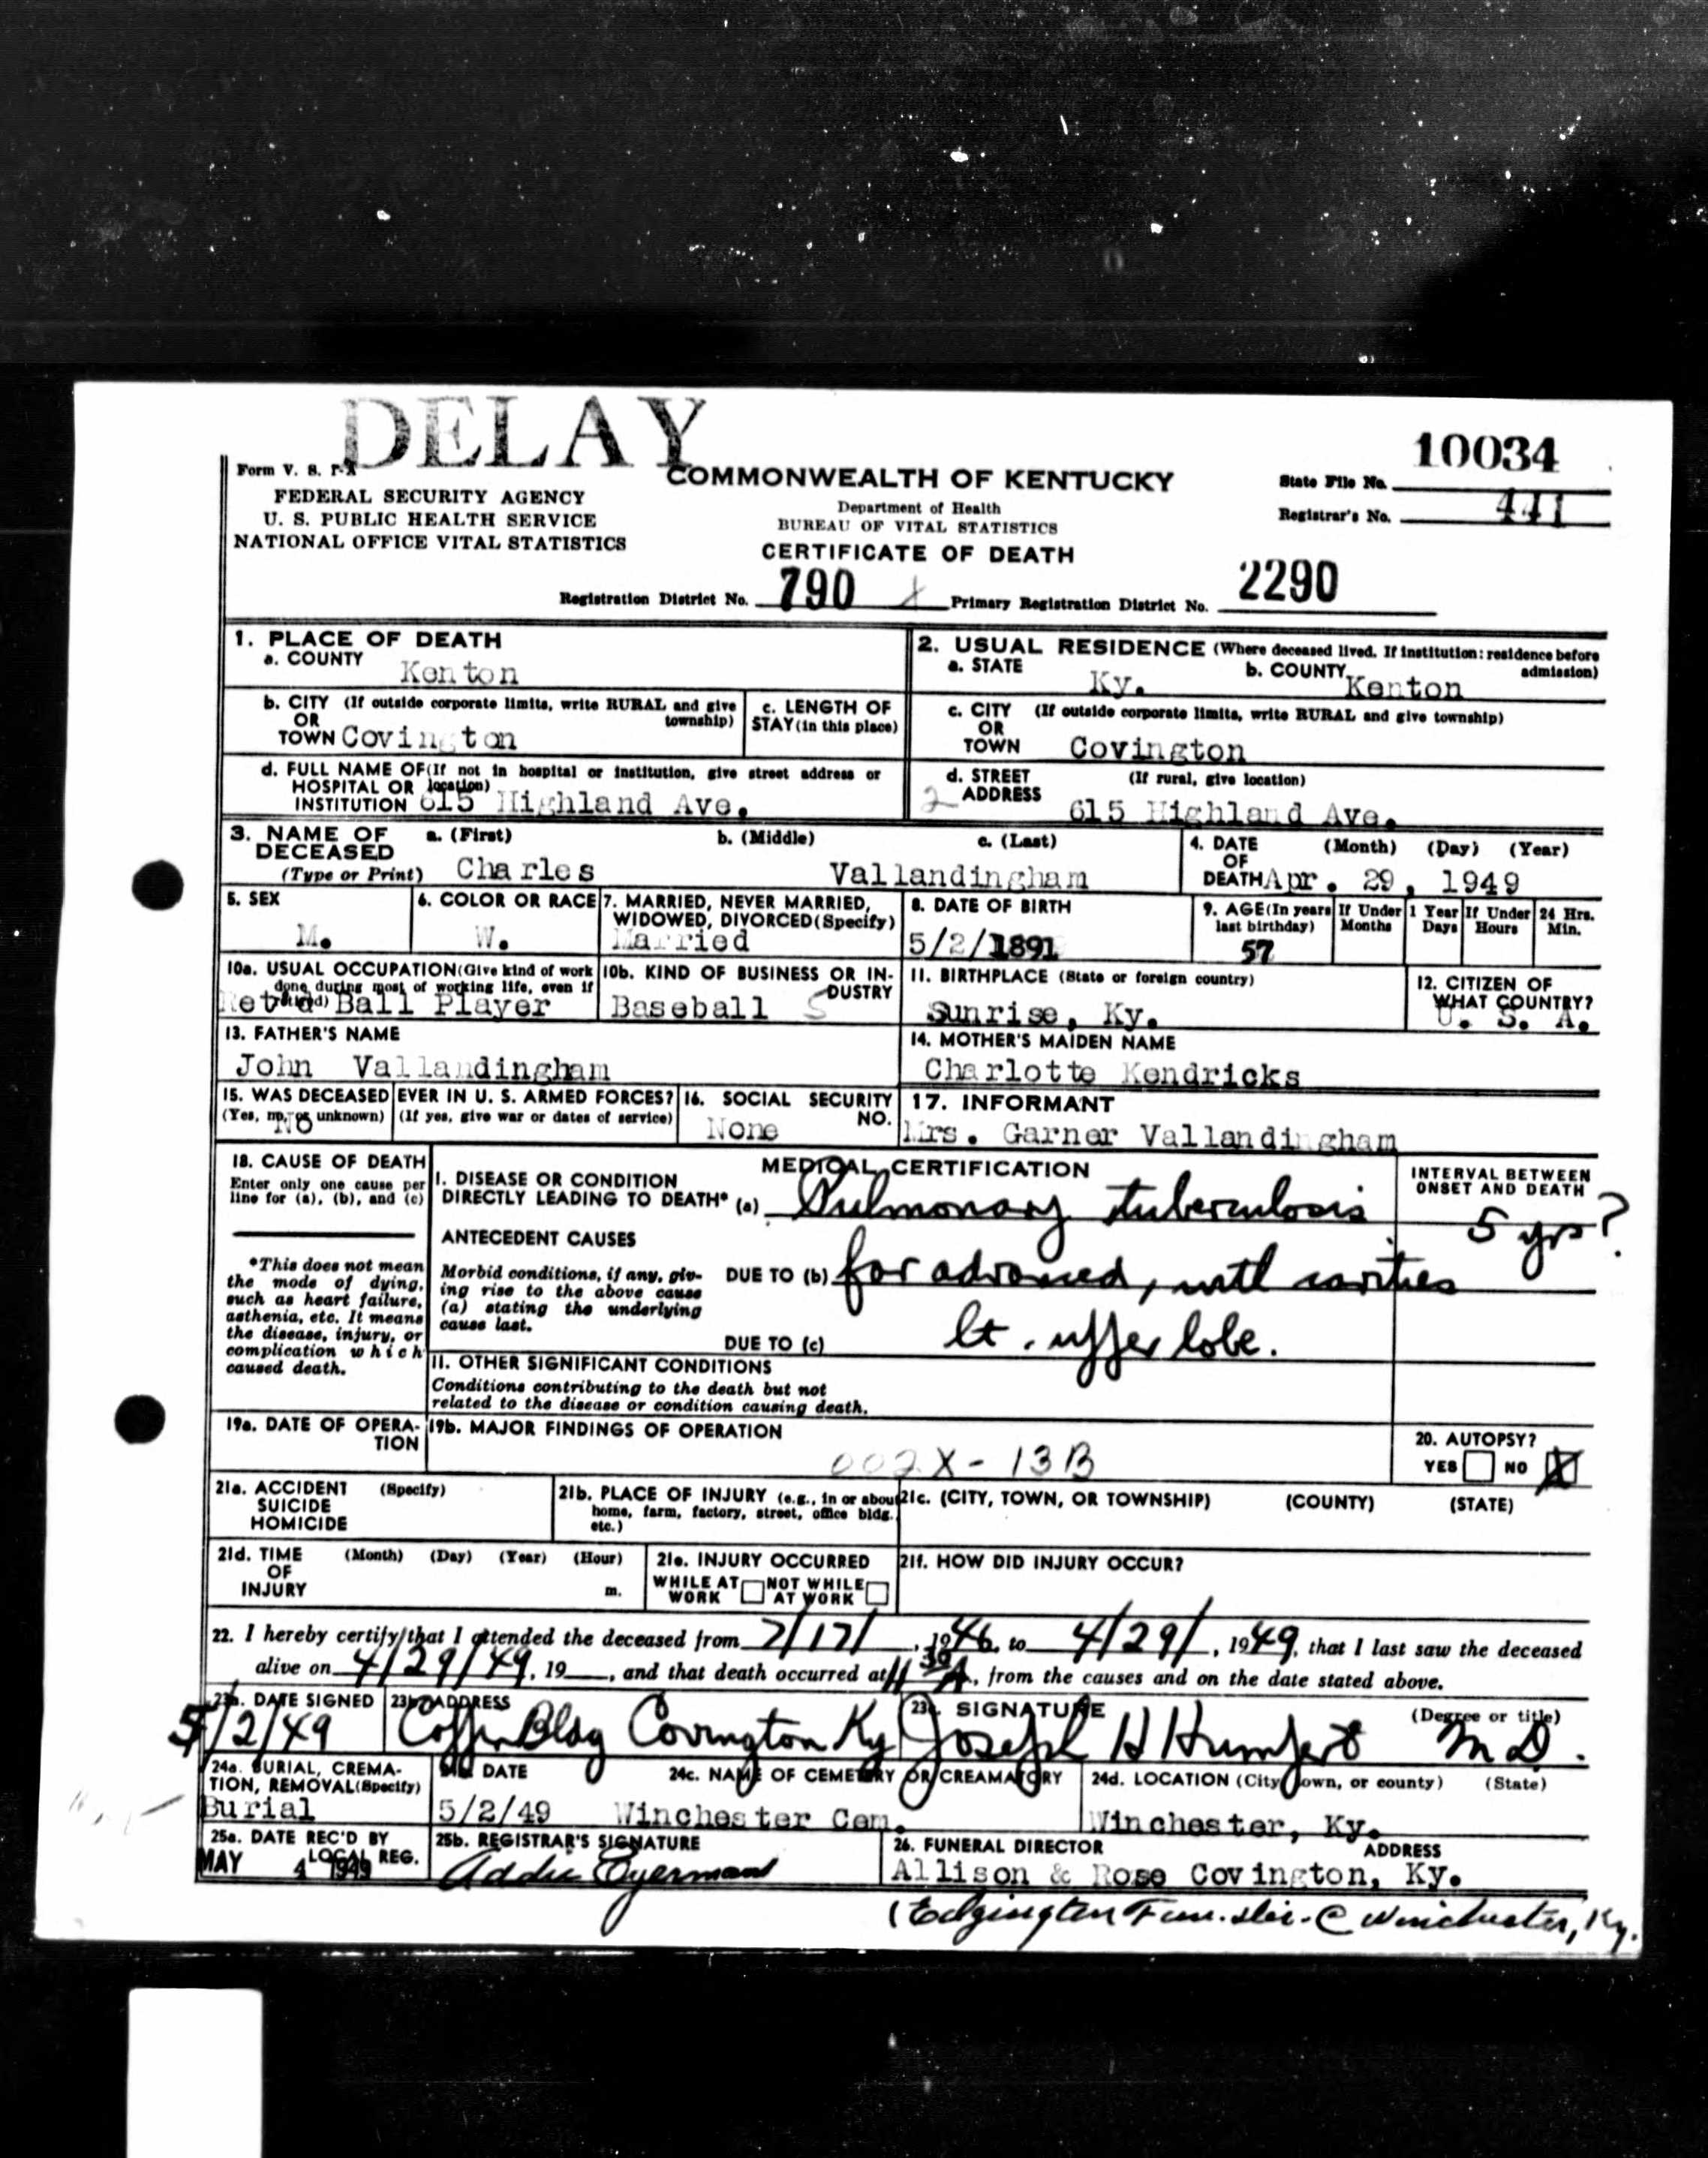 DELAY
10034
Form V. S. 1-A
COMMONWEALTH OF KENTUCKY
State File No.
FEDERAL SECURITY AGENCY
Department of Health
Registrar's No. 441
U. S. PUBLIC HEALTH SERVICE
BUREAU OF VITAL STATISTICS
NATIONAL OFFICE VITAL STATISTICS
CERTIFICATE OF DEATH
Registration District No. 790
Primary Registration District No. 2290
1. PLACE OF DEATH
a. COUNTY Kenton
2. USUAL RESIDENCE (Where deceased lived. If institution: residence before admission)
a. STATE Ky. b. COUNTY Kenton
b. CITY (If outside corporate limits, write RURAL and give township)
OR
TOWN Covington
c. LENGTH OF
STAY (in this place)
c. CITY (If outside corporate limits, write RURAL and give township)
OR
TOWN Covington
d. FULL NAME OF (If not in hospital or institution, give street address or location)
HOSPITAL OR
INSTITUTION 615 Highland Ave.
d. STREET (If rural, give location)
2 ADDRESS 615 Highland Ave.
3. NAME OF DECEASED (Type or Print)
a. (First) b. (Middle) c. (Last)
Charles Vallandingham
4. DATE OF DEATH (Month) (Day) (Year)
Apr. 29, 1949
5. SEX
M.
6. COLOR OR RACE
W.
7. MARRIED, NEVER MARRIED, WIDOWED, DIVORCED (Specify)
Married
8. DATE OF BIRTH
5/2/1891
9. AGE (In years last birthday)
57
If Under 1 Year
Months Days
If Under 24 Hrs.
Hours Min.
10a. USUAL OCCUPATION (Give kind of work done during most of working life, even if retired)
Ret'd Ball Player
10b. KIND OF BUSINESS OR INDUSTRY
Baseball S
11. BIRTHPLACE (State or foreign country)
Sunrise, Ky.
12. CITIZEN OF WHAT COUNTRY?
U. S. A.
13. FATHER'S NAME
John Vallandingham
14. MOTHER'S MAIDEN NAME
Charlotte Kendricks
15. WAS DECEASED EVER IN U. S. ARMED FORCES?
(Yes, no, or unknown) (If yes, give war or dates of service)
No
16. SOCIAL SECURITY NO.
None
17. INFORMANT
Mrs. Garner Vallandingham
18. CAUSE OF DEATH
Enter only one cause per line for (a), (b), and (c)
MEDICAL CERTIFICATION
INTERVAL BETWEEN ONSET AND DEATH
I. DISEASE OR CONDITION
DIRECTLY LEADING TO DEATH* (a) Pulmonary tuberculosis
5 yrs?
ANTECEDENT CAUSES
*This does not mean the mode of dying, such as heart failure, asthenia, etc. It means the disease, injury, or complication which caused death.
Morbid conditions, if any, giving rise to the above cause (a) stating the underlying cause last.
DUE TO (b) far advanced, with cavities
DUE TO (c) lt. upper lobe.
II. OTHER SIGNIFICANT CONDITIONS
Conditions contributing to the death but not related to the disease or condition causing death.
19a. DATE OF OPERATION
19b. MAJOR FINDINGS OF OPERATION
002X-13B
20. AUTOPSY?
YES NO X
21a. ACCIDENT (Specify)
SUICIDE
HOMICIDE
21b. PLACE OF INJURY (e.g., in or about home, farm, factory, street, office bldg., etc.)
21c. (CITY, TOWN, OR TOWNSHIP) (COUNTY) (STATE)
21d. TIME OF INJURY (Month) (Day) (Year) (Hour)
m.
21e. INJURY OCCURRED
WHILE AT WORK NOT WHILE AT WORK
21f. HOW DID INJURY OCCUR?
22. I hereby certify that I attended the deceased from 7/17/, 1946, to 4/29/, 1949, that I last saw the deceased
alive on 4/29/49, 19__, and that death occurred at 11 30 A., from the causes and on the date stated above.
23a. DATE SIGNED
5/2/49
23b. ADDRESS
Coffin Bldg Covington Ky
23c. SIGNATURE (Degree or title)
Joseph H Humpert M D.
24a. BURIAL, CREMATION, REMOVAL (Specify)
Burial
24b. DATE
5/2/49
24c. NAME OF CEMETERY OR CREAMATORY
Winchester Cem.
24d. LOCATION (City, town, or county) (State)
Winchester, Ky.
25a. DATE REC'D BY LOCAL REG.
MAY 4 1949
25b. REGISTRAR'S SIGNATURE
Addie Eyerman
26. FUNERAL DIRECTOR ADDRESS
Allison & Rose Covington, Ky.
(Edgington Fun. dir. @ Winchester, Ky.